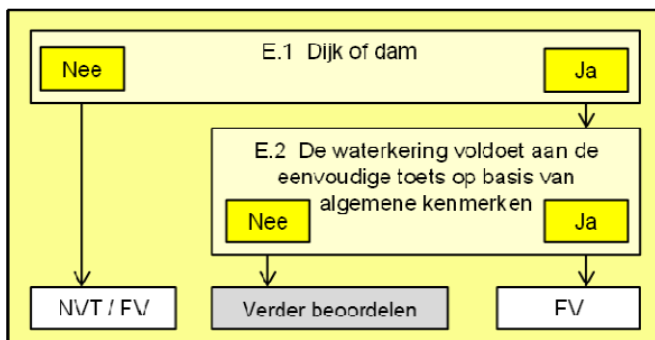 E.1 Dijk of dam
Nee
Ja
E.2 De waterkering voldoet aan de
eenvoudige toets op basis van
algemene kenmerken
Nee
Ja
NVT / FV
Verder beoordelen
FV